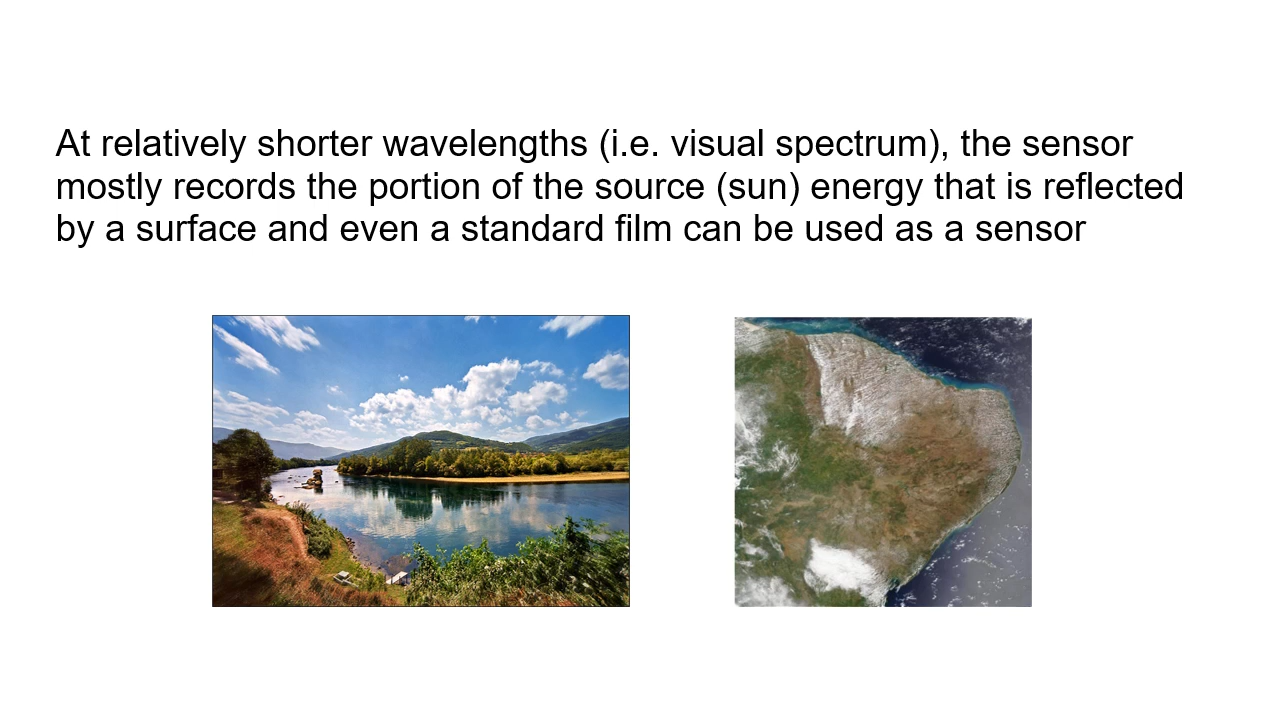 At relatively shorter wavelengths (i.e. visual spectrum), the sensor
mostly records the portion of the source (sun) energy that is reflected
by a surface and even a standard film can be used as a sensor